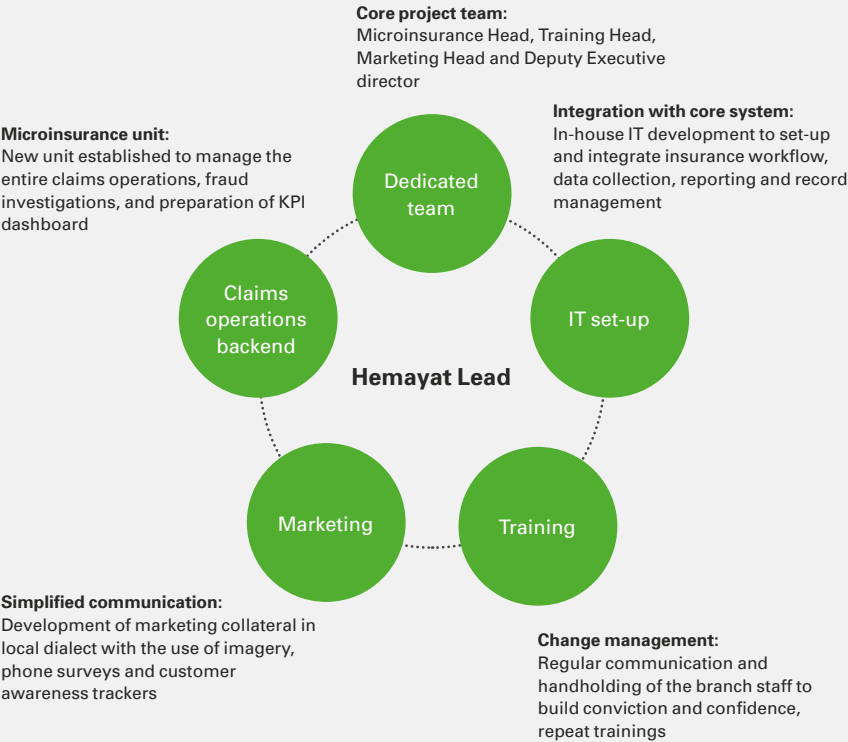 Core project team:
Microinsurance Head, Training Head,
Marketing Head and Deputy Executive
director
Integration with core system:
In-house IT development to set-up
and integrate insurance workflow,
data collection, reporting and record
management
Microinsurance unit:
New unit established to manage the
entire claims operations, fraud
investigations, and preparation of KPI
dashboard
Dedicated
team
Claims
operations
backend
IT set-up
Hemayat Lead
Marketing
Training
Simplified communication:
Development of marketing collateral in
local dialect with the use of imagery,
phone surveys and customer
awareness trackers
Change management:
Regular communication and
handholding of the branch staff to
build conviction and confidence,
repeat trainings